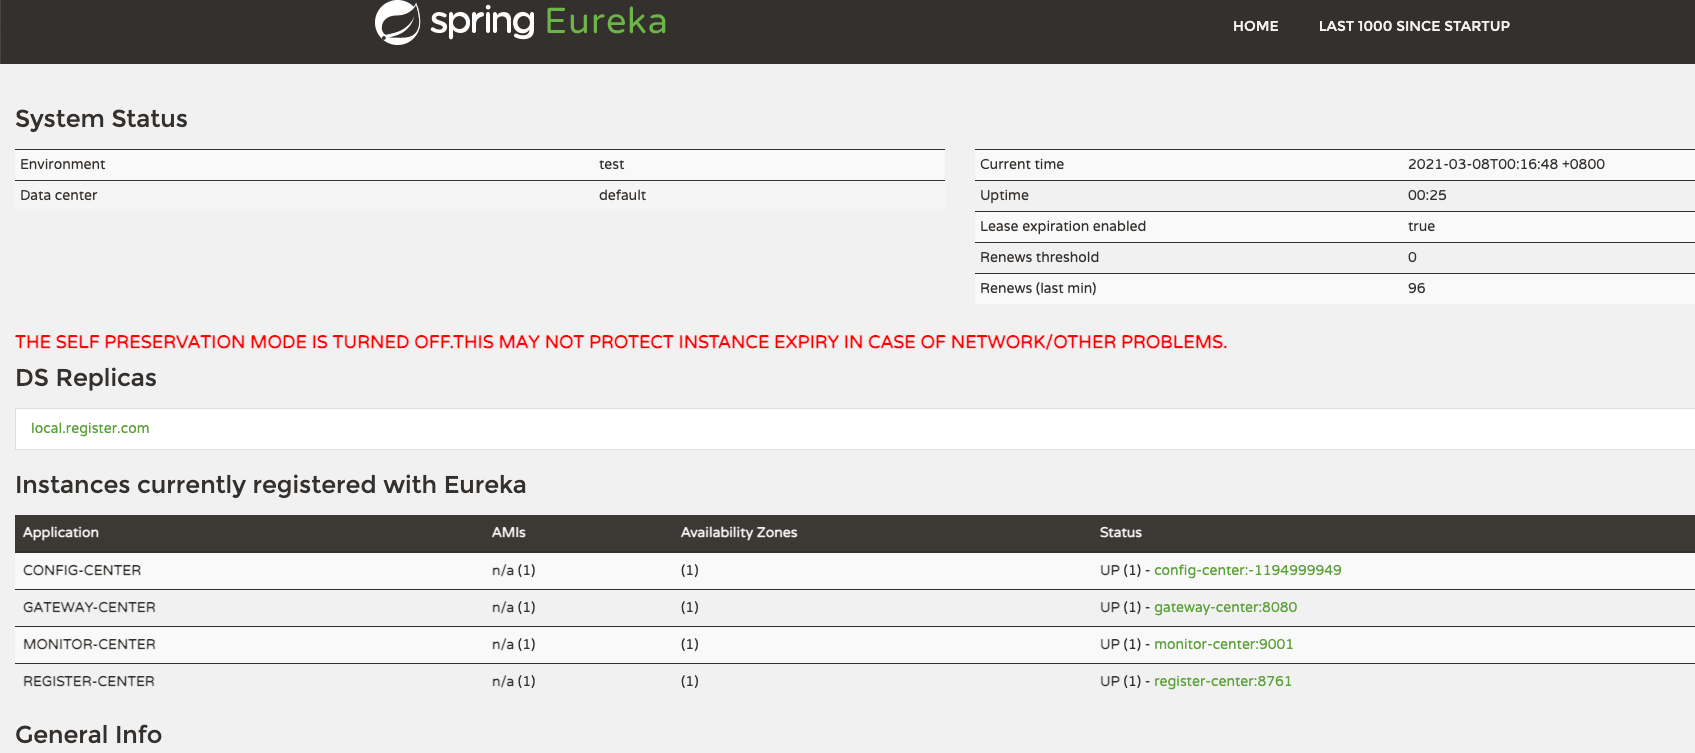 spring Eureka
HOME LAST 1000 SINCE STARTUP
System Status
Environment test
Data center default
Current time 2021-03-08T00:16:48 +0800
Uptime 00:25
Lease expiration enabled true
Renews threshold 0
Renews (last min) 96
THE SELF PRESERVATION MODE IS TURNED OFF.THIS MAY NOT PROTECT INSTANCE EXPIRY IN CASE OF NETWORK/OTHER PROBLEMS.
DS Replicas
local.register.com
Instances currently registered with Eureka
Application AMIs Availability Zones Status
CONFIG-CENTER n/a (1) (1) UP (1) - config-center:-1194999949
GATEWAY-CENTER n/a (1) (1) UP (1) - gateway-center:8080
MONITOR-CENTER n/a (1) (1) UP (1) - monitor-center:9001
REGISTER-CENTER n/a (1) (1) UP (1) - register-center:8761
General Info